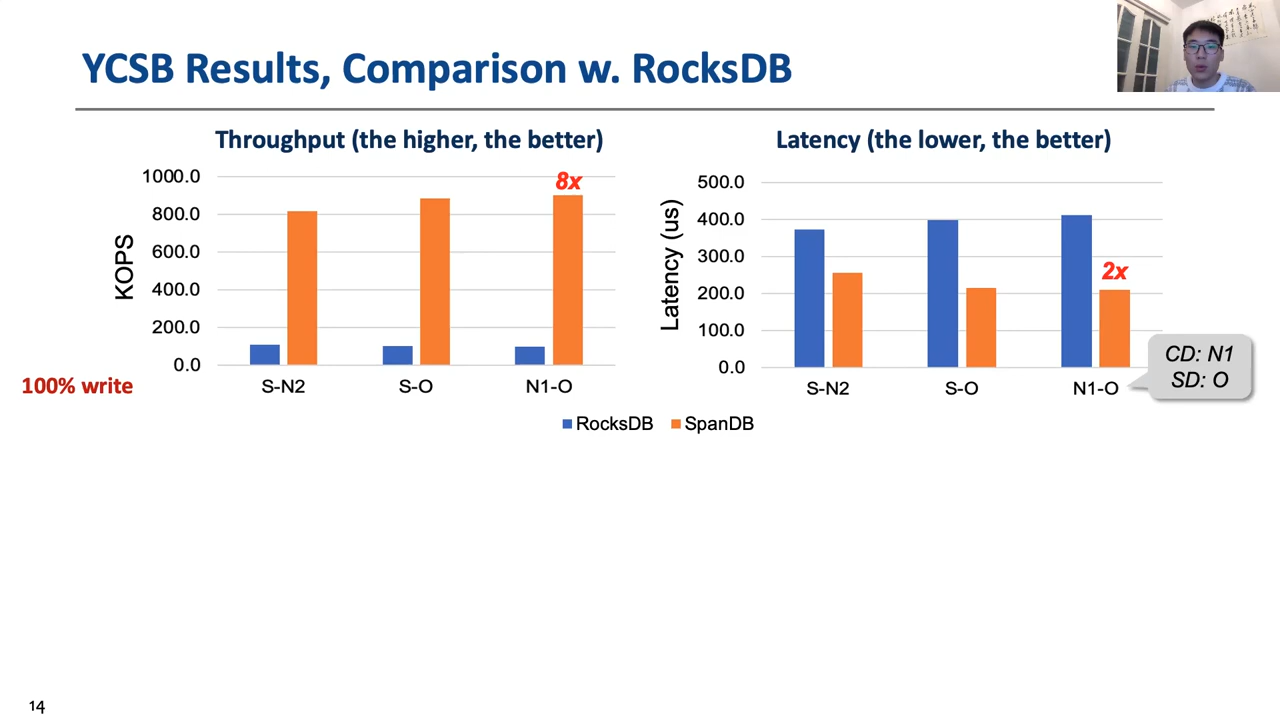 YCSB Results, Comparison w. RocksDB
Throughput (the higher, the better)
1000.0
800.0
600.0
400.0
200.0
0.0
KOPS
8x
S-N2
S-O
N1-O
Latency (the lower, the better)
500.0
400.0
300.0
200.0
100.0
0.0
Latency (us)
2x
S-N2
S-O
N1-O
CD: N1
SD: O
100% write
RocksDB
SpanDB
14